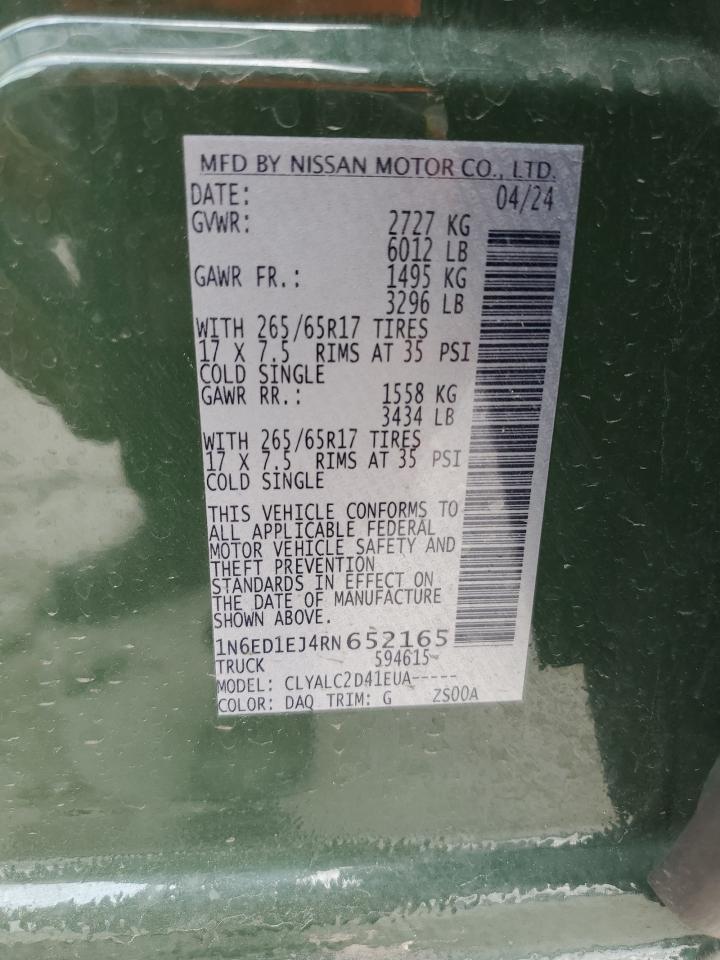 MFD BY NISSAN MOTOR CO., LTD.
DATE: 04/24
GVWR: 2727 KG
6012 LB
GAWR FR.: 1495 KG
3296 LB
WITH 265/65R17 TIRES
17 X 7.5 RIMS AT 35 PSI
COLD SINGLE
GAWR RR.: 1558 KG
3434 LB
WITH 265/65R17 TIRES
17 X 7.5 RIMS AT 35 PSI
COLD SINGLE
THIS VEHICLE CONFORMS TO
ALL APPLICABLE FEDERAL
MOTOR VEHICLE SAFETY AND
THEFT PREVENTION
STANDARDS IN EFFECT ON
THE DATE OF MANUFACTURE
SHOWN ABOVE.
1N6ED1EJ4RN652165
TRUCK 594615-
MODEL: CLYALC2D41EUA-----
COLOR: DAQ TRIM: G ZS00A